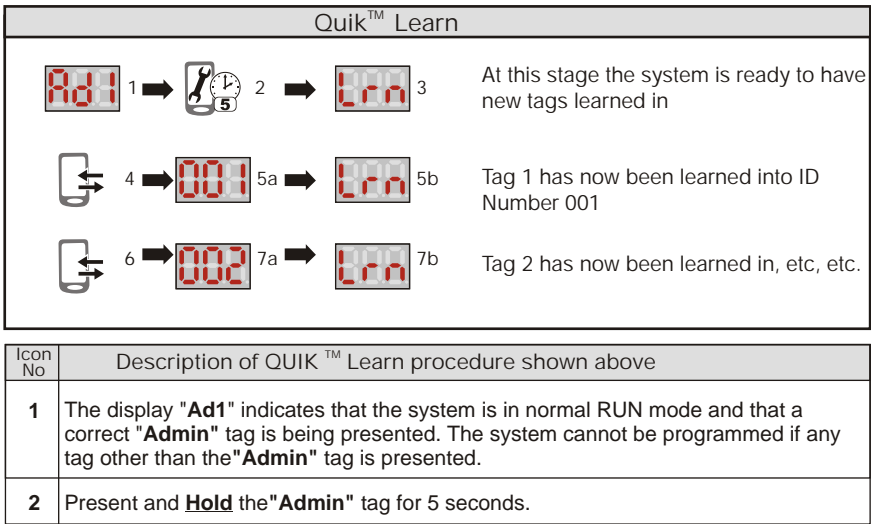 Quik™ Learn
Ad1 1 5 2 Lrn 3 At this stage the system is ready to have
new tags learned in
4 001 5a Lrn 5b Tag 1 has now been learned into ID
Number 001
6 002 7a Lrn 7b Tag 2 has now been learned in, etc, etc.
Icon
No
Description of QUIK ™ Learn procedure shown above
1 The display "Ad1" indicates that the system is in normal RUN mode and that a
correct "Admin" tag is being presented. The system cannot be programmed if any
tag other than the"Admin" tag is presented.
2 Present and Hold the"Admin" tag for 5 seconds.